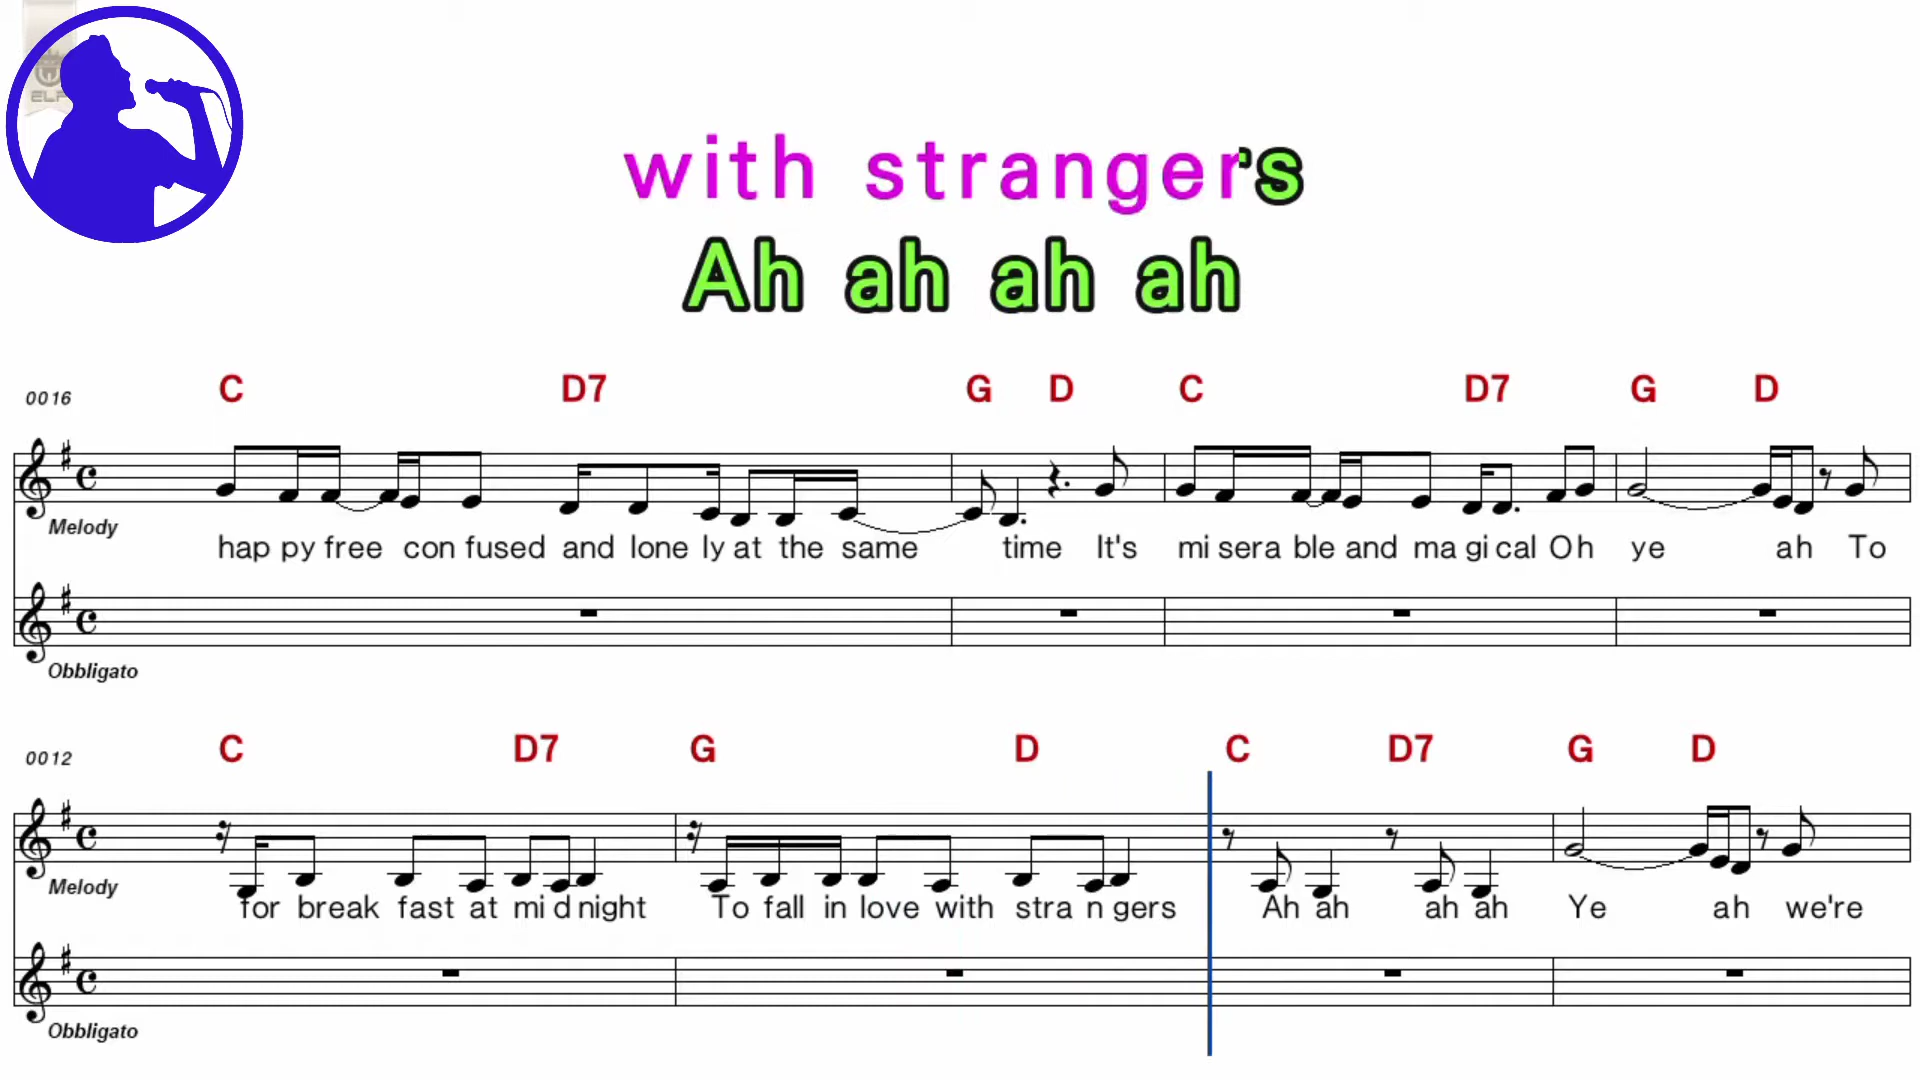 ELF
with strangers
Ah ah ah ah
C D7 G D C D7 G D
0016
Melody
hap py free con fused and lone ly at the same time It's mi sera ble and ma gi cal Oh ye ah To
Obbligato
C D7 G D C D7 G D
0012
Melody
for break fast at mi d night To fall in love with stra n gers Ah ah ah ah Ye ah we're
Obbligato